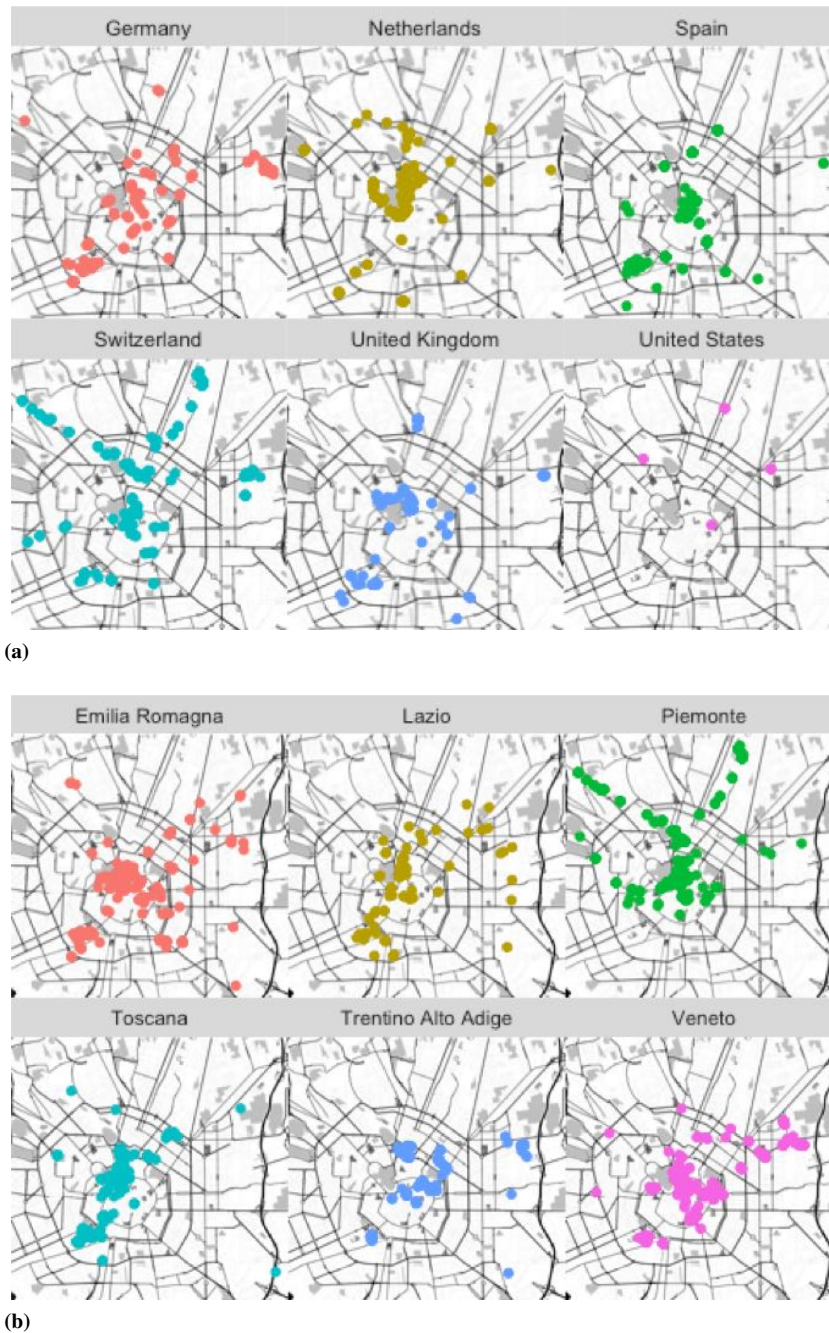 Germany Netherlands Spain
Switzerland United Kingdom United States
(a)
Emilia Romagna Lazio Piemonte
Toscana Trentino Alto Adige Veneto
(b)